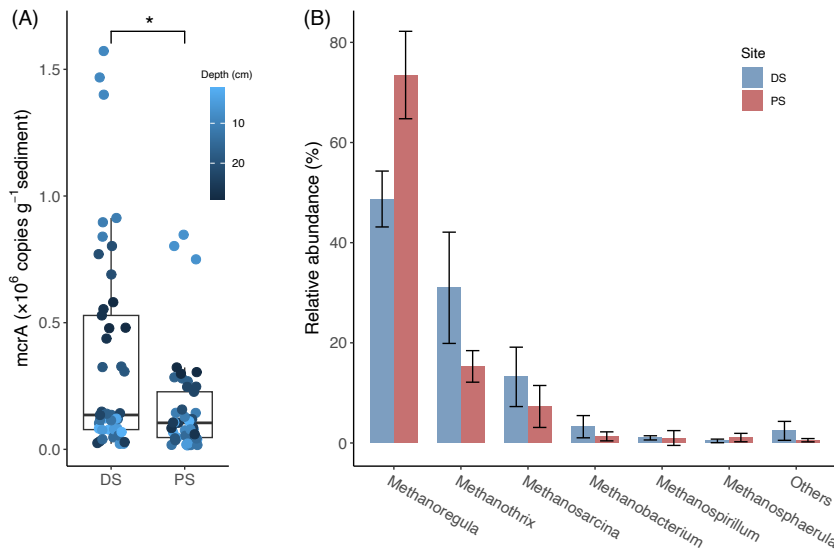 (A)
*
Depth (cm)
10
20
mcrA (×10⁶ copies g⁻¹sediment)
1.5
1.0
0.5
0.0
DS
PS
(B)
Site
DS
PS
Relative abundance (%)
80
60
40
20
0
Methanoregula
Methanothrix
Methanosarcina
Methanobacterium
Methanospirillum
Methanosphaerula
Others